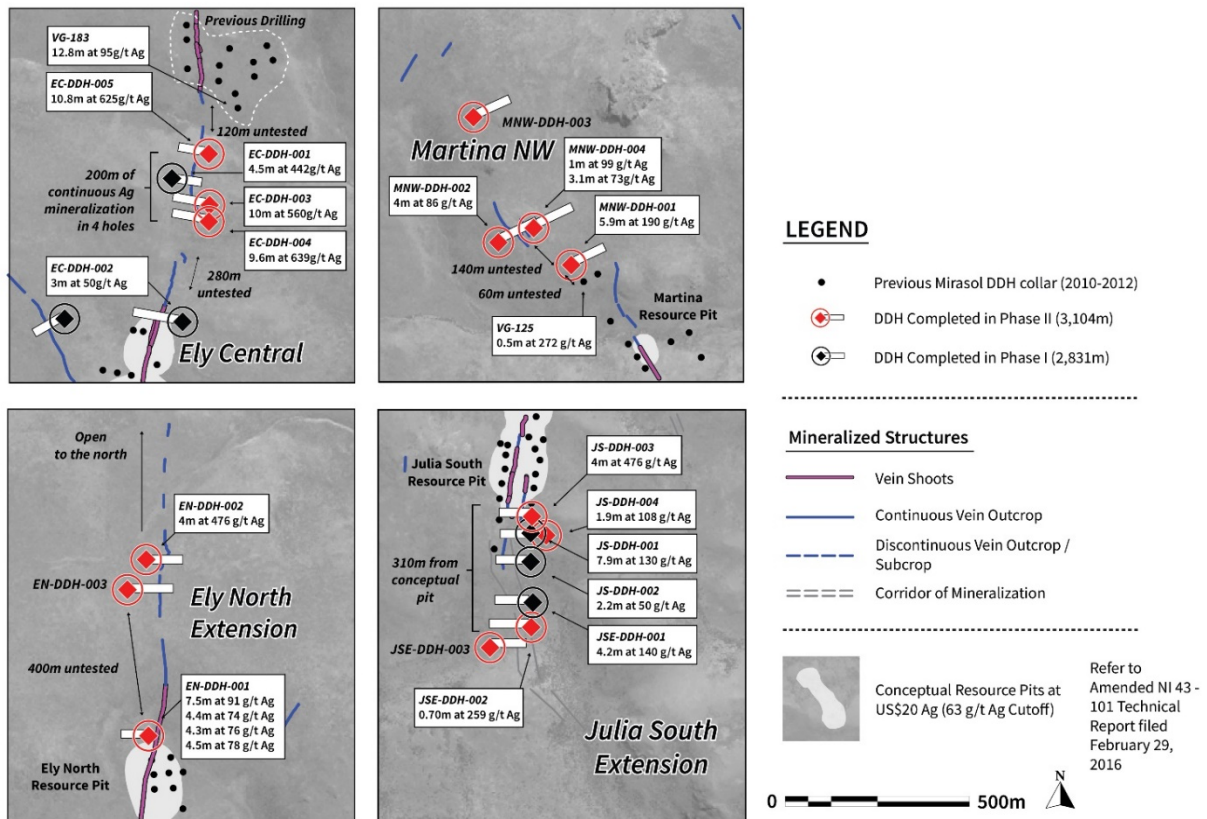 Previous Drilling
VG-183
12.8m at 95g/t Ag
EC-DDH-005
10.8m at 625g/t Ag
120m untested
EC-DDH-001
4.5m at 442g/t Ag
200m of
continuous Ag
mineralization
in 4 holes
EC-DDH-003
10m at 560g/t Ag
EC-DDH-004
9.6m at 639g/t Ag
EC-DDH-002
3m at 50g/t Ag
280m
untested
Ely Central
MNW-DDH-003
Martina NW
MNW-DDH-004
1m at 99 g/t Ag
3.1m at 73g/t Ag
MNW-DDH-002
4m at 86 g/t Ag
MNW-DDH-001
5.9m at 190 g/t Ag
140m untested
60m untested
Martina
Resource Pit
VG-125
0.5m at 272 g/t Ag
Open
to the north
EN-DDH-002
4m at 476 g/t Ag
EN-DDH-003
Ely North
Extension
400m untested
EN-DDH-001
7.5m at 91 g/t Ag
4.4m at 74 g/t Ag
4.3m at 76 g/t Ag
4.5m at 78 g/t Ag
Ely North
Resource Pit
Julia South
Resource Pit
JS-DDH-003
4m at 476 g/t Ag
JS-DDH-004
1.9m at 108 g/t Ag
310m from
conceptual
pit
JS-DDH-001
7.9m at 130 g/t Ag
JS-DDH-002
2.2m at 50 g/t Ag
JSE-DDH-001
4.2m at 140 g/t Ag
JSE-DDH-003
JSE-DDH-002
0.70m at 259 g/t Ag
Julia South
Extension
LEGEND
Previous Mirasol DDH collar (2010-2012)
DDH Completed in Phase II (3,104m)
DDH Completed in Phase I (2,831m)
Mineralized Structures
Vein Shoots
Continuous Vein Outcrop
Discontinuous Vein Outcrop /
Subcrop
Corridor of Mineralization
Conceptual Resource Pits at
US$20 Ag (63 g/t Ag Cutoff)
Refer to
Amended NI 43 -
101 Technical
Report filed
February 29,
2016
0 500m
N